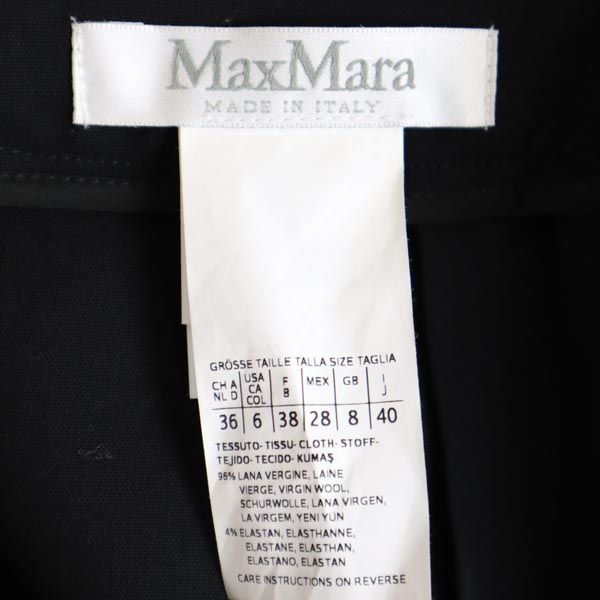 MaxMara
MADE IN ITALY
GRÖSSE TAILLE TALLA SIZE TAGLIA
CH A NL D | USA CA COL | F B | MEX | GB | I J
36 | 6 | 38 | 28 | 8 | 40
TESSUTO-TISSU-CLOTH-STOFF-
TEJIDO-TECIDO-KUMAŞ
96% LANA VERGINE, LAINE
VIERGE, VIRGIN WOOL,
SCHURWOLLE, LANA VIRGEN,
LA VIRGEM, YENI YUN
4% ELASTAN, ELASTHANNE,
ELASTANE, ELASTHAN,
ELASTANO, ELASTAN
CARE INSTRUCTIONS ON REVERSE